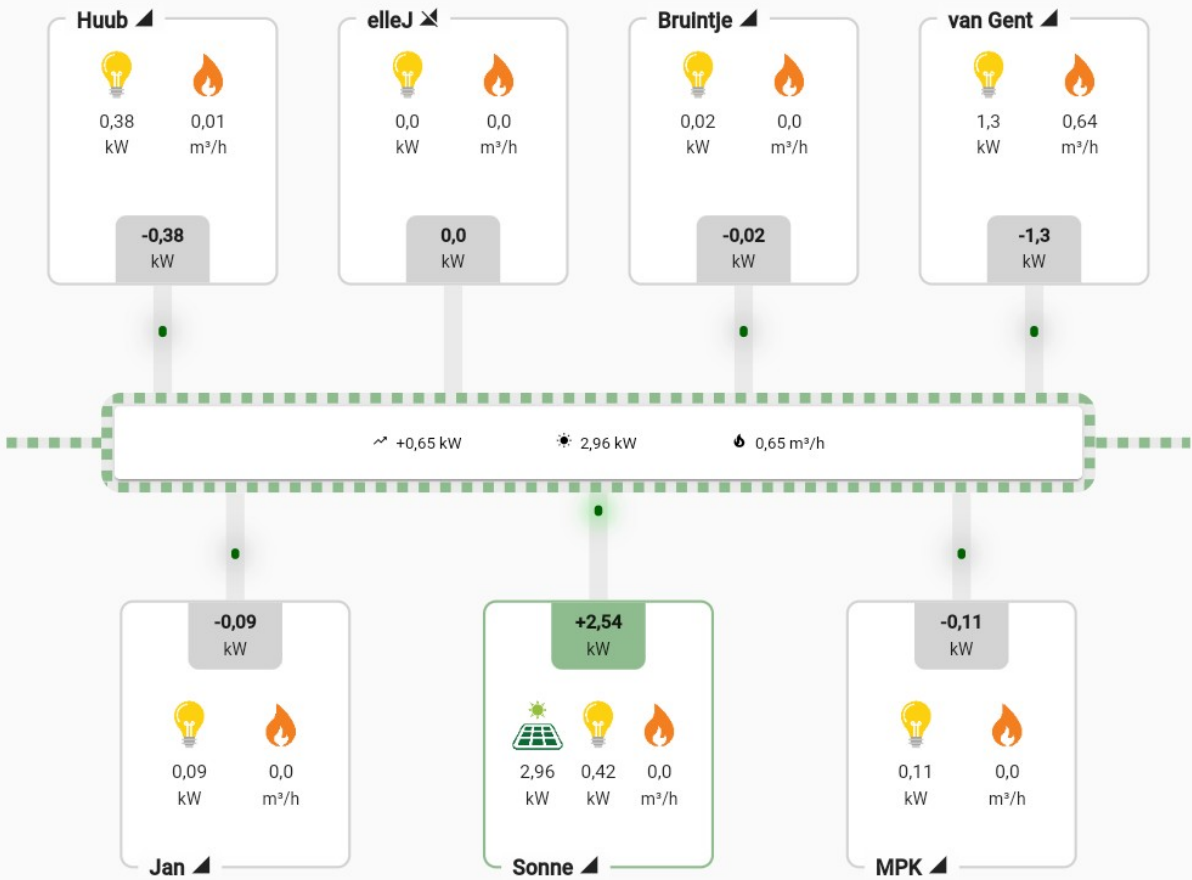 Huub
elleJ
Bruintje
van Gent
0,38 0,01
kW m³/h
0,0 0,0
kW m³/h
0,02 0,0
kW m³/h
1,3 0,64
kW m³/h
-0,38
kW
0,0
kW
-0,02
kW
-1,3
kW
+0,65 kW 2,96 kW 0,65 m³/h
-0,09
kW
+2,54
kW
-0,11
kW
0,09 0,0
kW m³/h
2,96 0,42 0,0
kW kW m³/h
0,11 0,0
kW m³/h
Jan
Sonne
MPK